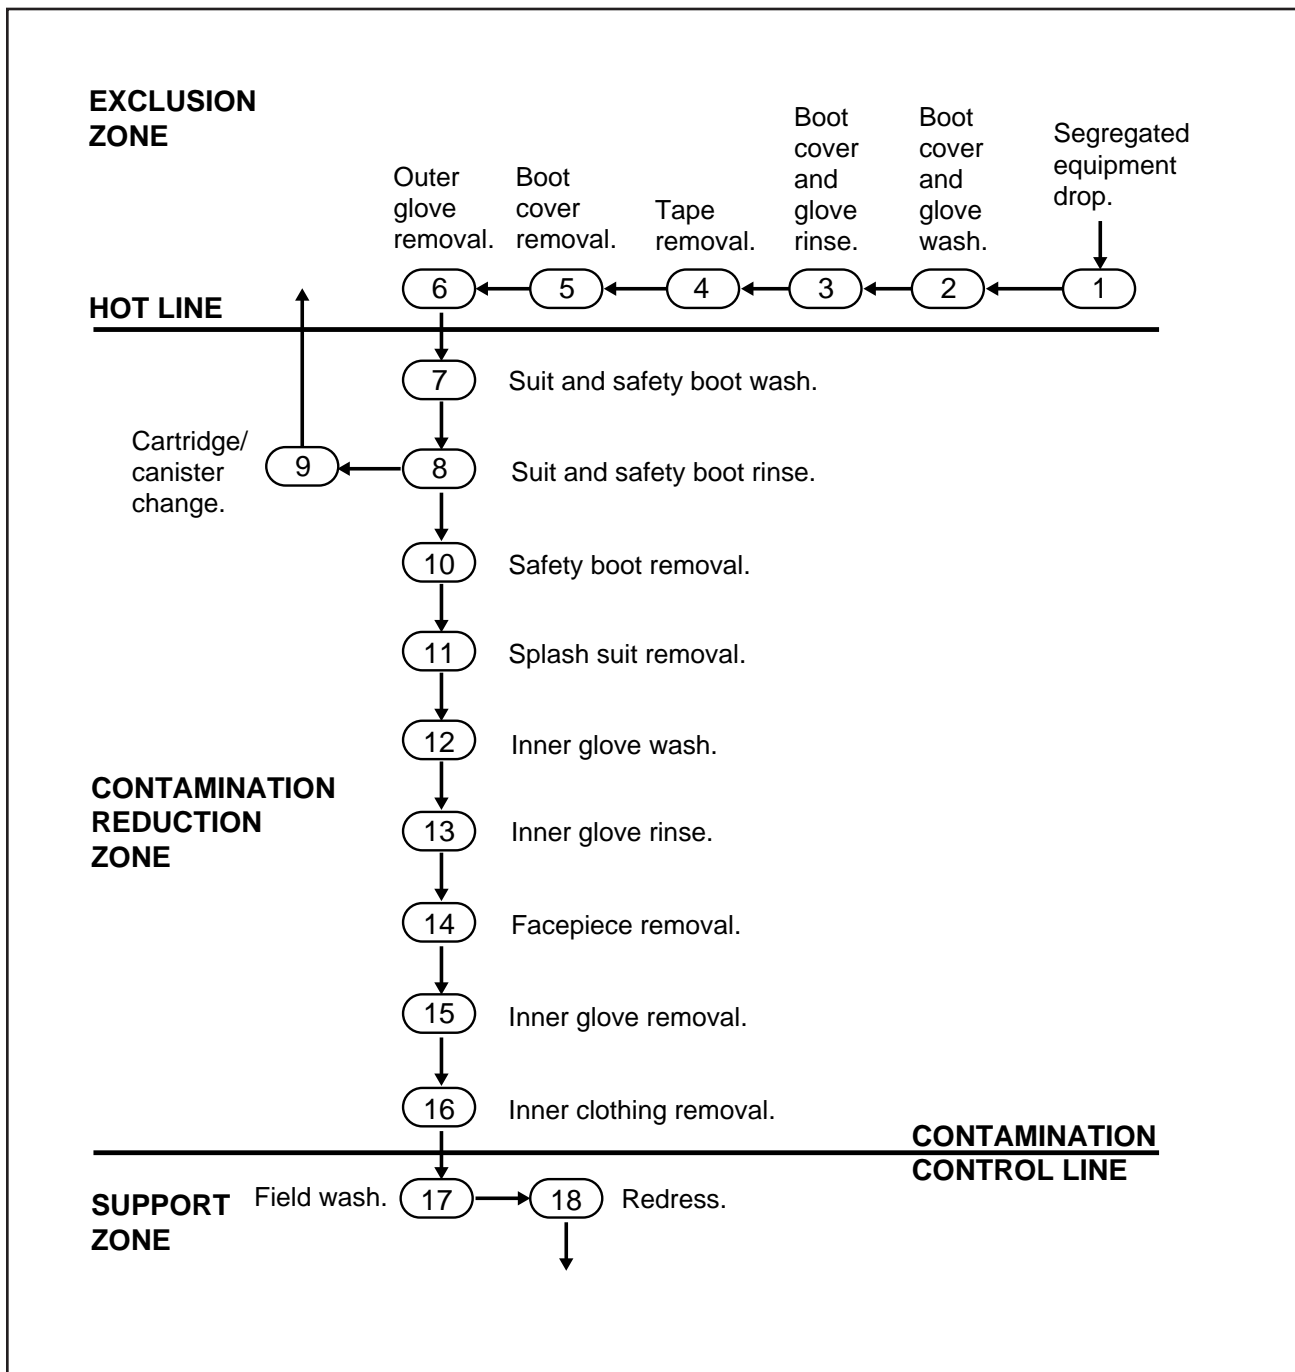 EXCLUSION
ZONE
Outer
glove
removal.
Boot
cover
removal.
Tape
removal.
Boot
cover
and
glove
rinse.
Boot
cover
and
glove
wash.
Segregated
equipment
drop.
6
5
4
3
2
1
HOT LINE
7
Suit and safety boot wash.
Cartridge/
canister
change.
9
8
Suit and safety boot rinse.
10
Safety boot removal.
11
Splash suit removal.
12
Inner glove wash.
CONTAMINATION
REDUCTION
ZONE
13
Inner glove rinse.
14
Facepiece removal.
15
Inner glove removal.
16
Inner clothing removal.
CONTAMINATION
CONTROL LINE
SUPPORT
ZONE
Field wash.
17
18
Redress.